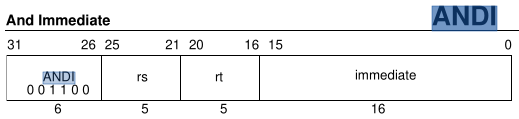 And Immediate ANDI
31 26 25 21 20 16 15 0
ANDI rs rt immediate
0 0 1 1 0 0
6 5 5 16